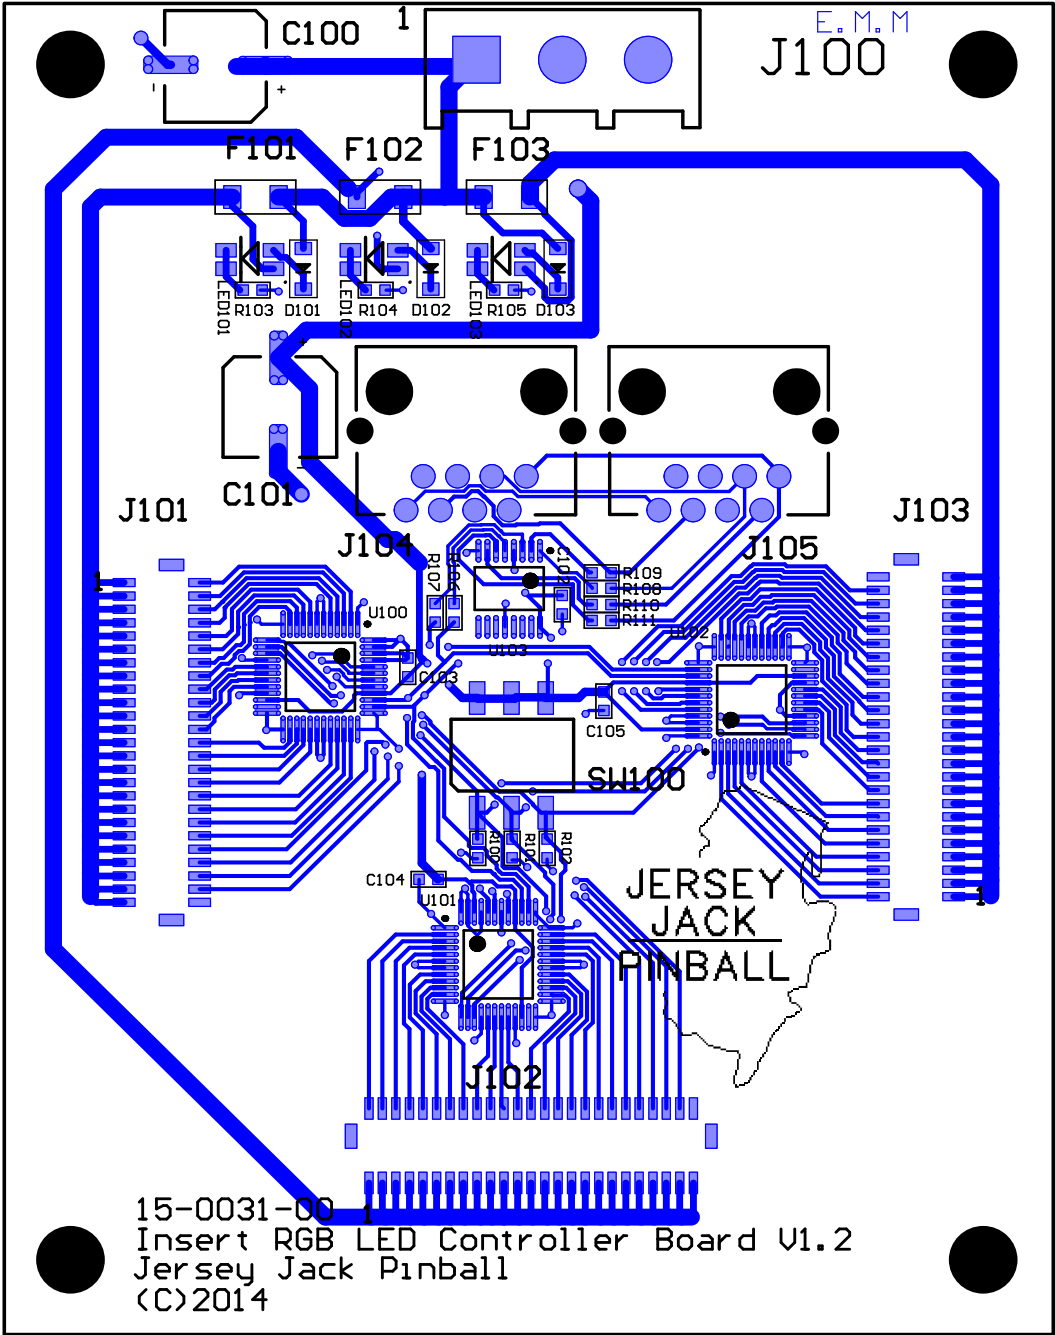 C100
1
E.M.M
J100
- +
F101
F102
F103
LED101
R103
D101
LED102
R104
D102
LED103
R105
D103
+
-
C101
J101
J104
J105
J103
R107
R106
C102
R109
R108
R110
R111
1
U100
U103
U102
C103
C105
SW100
R100
R101
R102
C104
U101
JERSEY
JACK
PINBALL
1
J102
15-0031-00
1
Insert RGB LED Controller Board V1.2
Jersey Jack Pinball
(C)2014